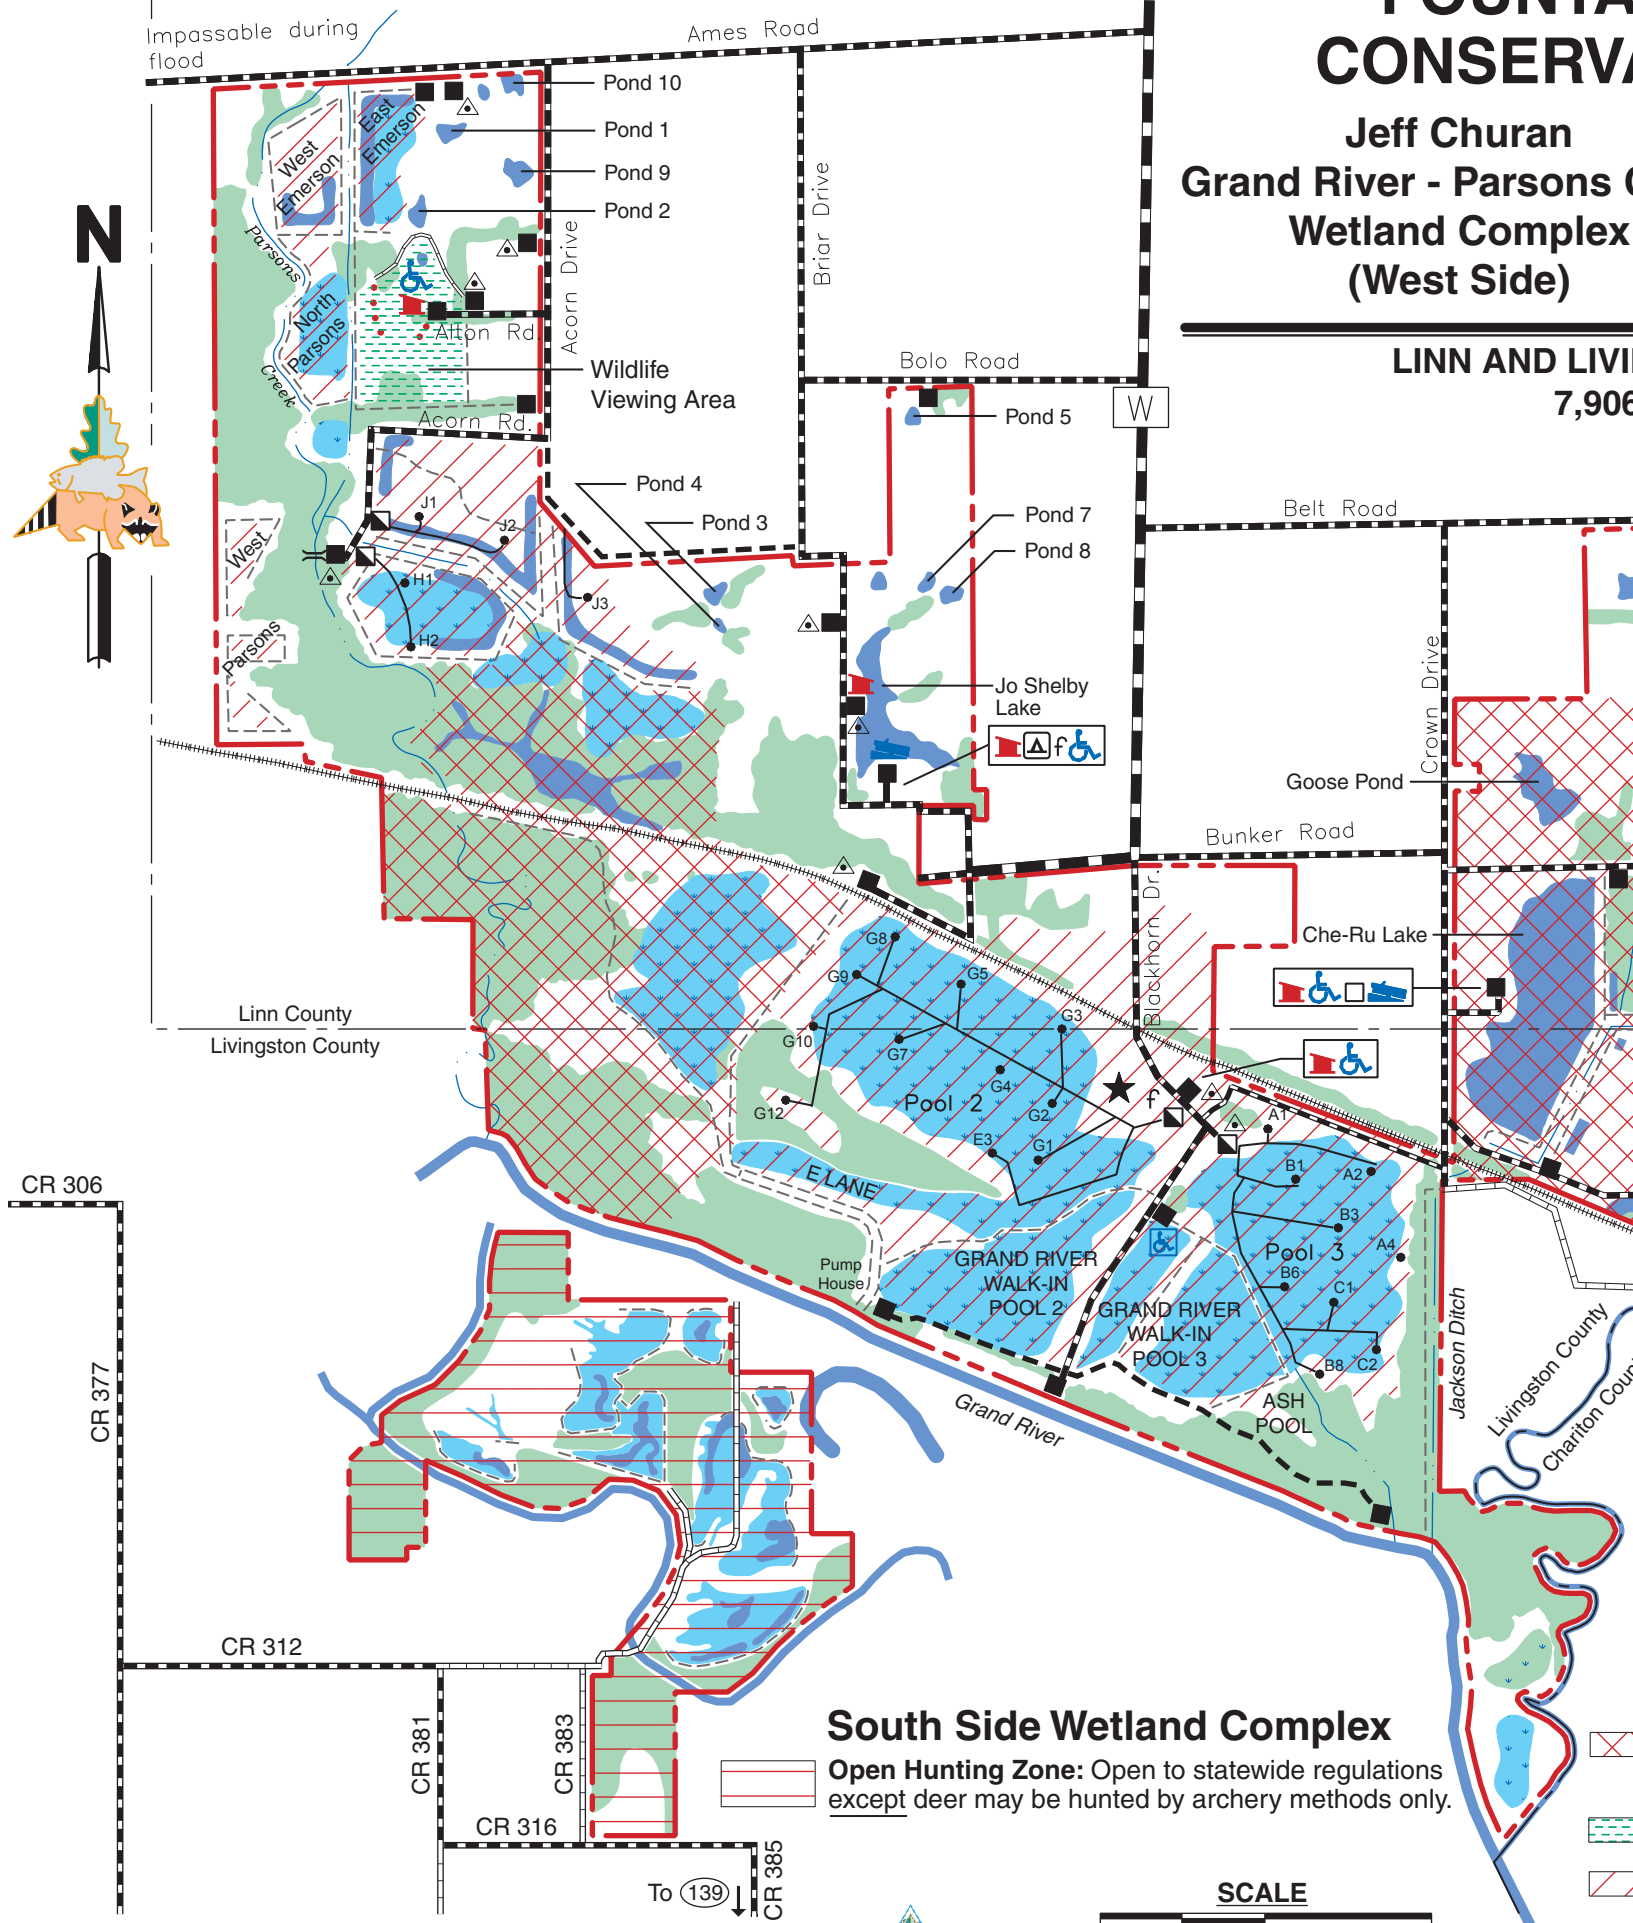 FOUNTA
CONSERVA
Jeff Churan
Grand River - Parsons C
Wetland Complex
(West Side)
LINN AND LIVI
7,906
Impassable during
flood
Ames Road
Pond 10
Pond 1
Pond 9
Pond 2
East
Emerson
West
Emerson
N
Parsons
Creek
North
Parsons
Acorn Drive
Briar Drive
Alton Rd.
Wildlife
Viewing Area
Acorn Rd.
Bolo Road
Pond 5
W
Pond 4
Pond 3
Pond 7
Pond 8
Belt Road
J1
J2
J3
H1
H2
West
Parsons
Jo Shelby
Lake
f
Crown Drive
Goose Pond
Bunker Road
Blackhorn Dr.
Che-Ru Lake
Linn County
Livingston County
G8
G9
G5
G3
G10
G7
G4
G2
G12
Pool 2
E3
G1
f
A1
E LANE
B1
A2
B3
A4
Pool 3
B6
C1
B8
C2
Pump
House
GRAND RIVER
WALK-IN
POOL 2
GRAND RIVER
WALK-IN
POOL 3
ASH
POOL
Grand River
Jackson Ditch
Livingston County
Chariton Coun
CR 306
CR 377
CR 312
CR 381
CR 383
CR 316
CR 385
To 139
South Side Wetland Complex
Open Hunting Zone: Open to statewide regulations
except deer may be hunted by archery methods only.
SCALE